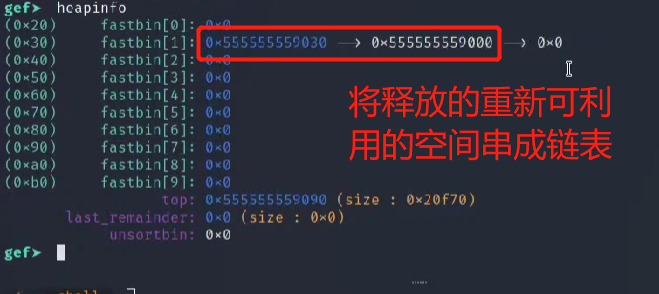 gef➤  heapinfo
(0×20)     fastbin[0]: 0×0
(0×30)     fastbin[1]: 0×555555559030 —→ 0×555555559000 —→ 0×0
(0×40)     fastbin[2]: 0×0
(0×50)     fastbin[3]: 0×0
(0×60)     fastbin[4]: 0×0
(0×70)     fastbin[5]: 0×0
(0×80)     fastbin[6]: 0×0
(0×90)     fastbin[7]: 0×0
(0×a0)     fastbin[8]: 0×0
(0×b0)     fastbin[9]: 0×0
top: 0×555555559090 (size : 0×20f70)
last_remainder: 0×0 (size : 0×0)
unsortbin: 0×0
gef➤
将释放的重新可利
用的空间串成链表